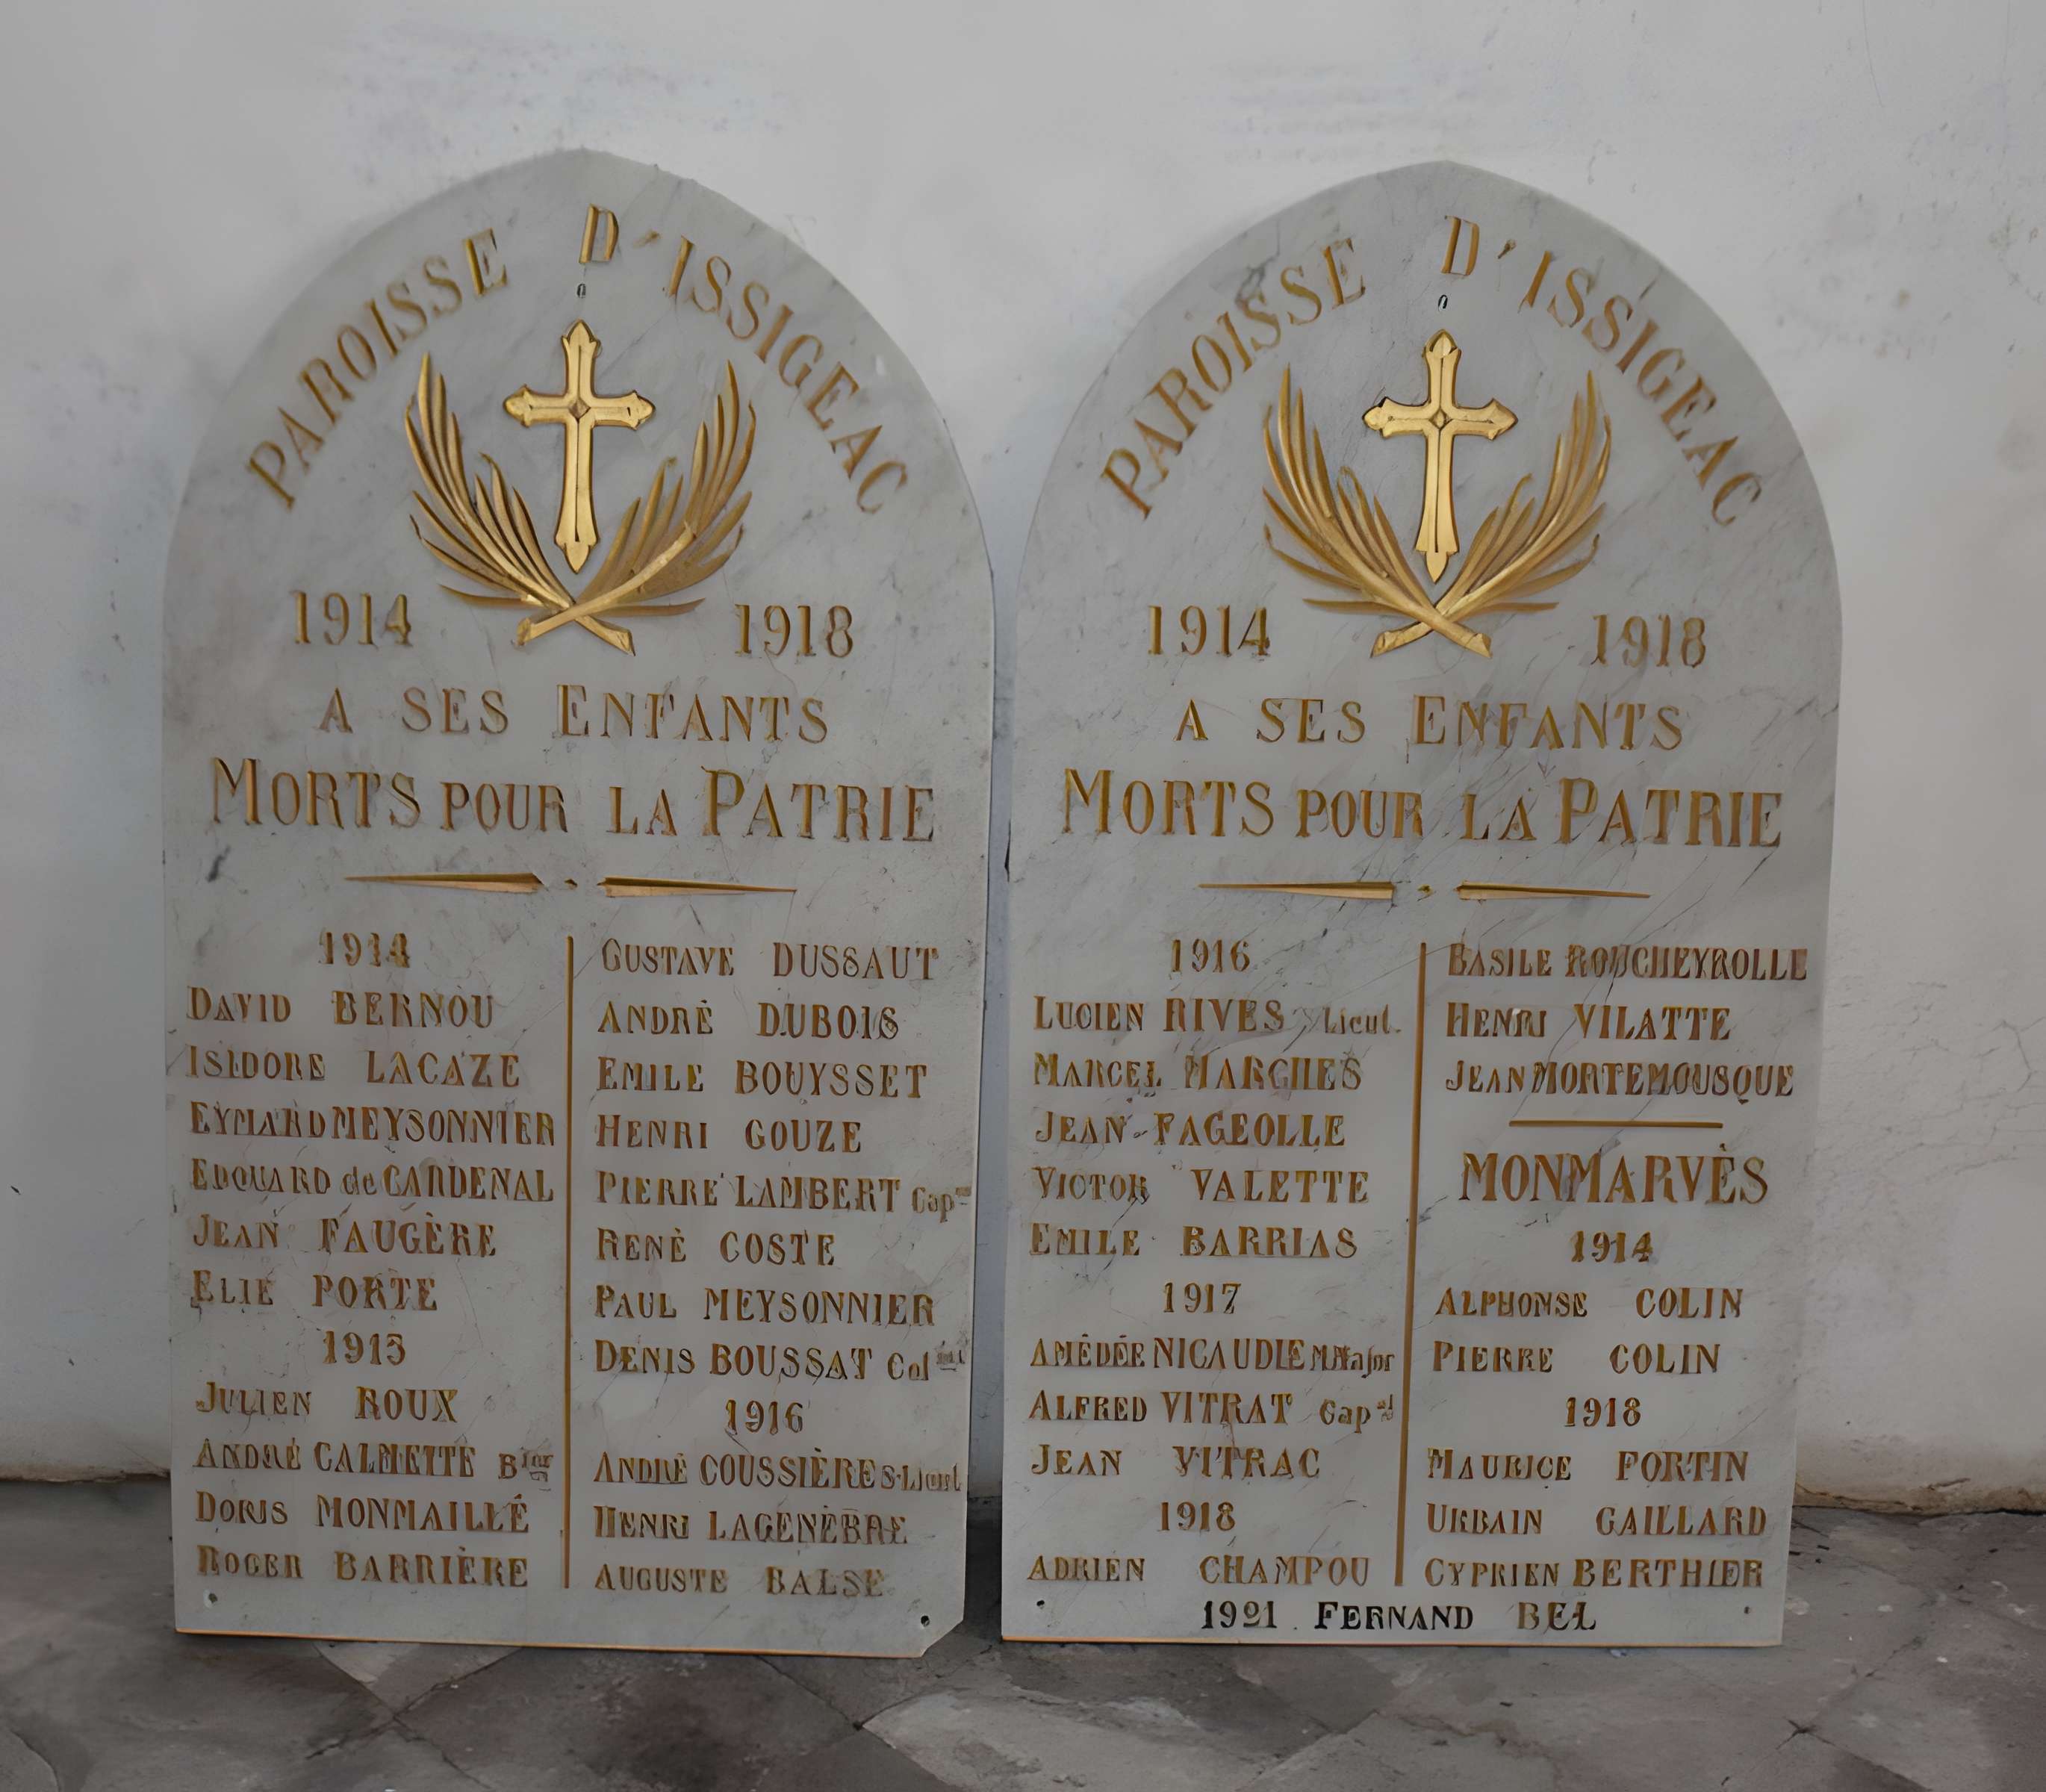 PAROISSE D'ISSIGEAC
1914 1918
A SES ENFANTS
MORTS POUR LA PATRIE
1914
DAVID BERNOU
ISIDORE LACAZE
EYMARD MEYSONNIER
EDOUARD de CARDENAL
JEAN FAUGÈRE
ELIE PORTE
1915
JULIEN ROUX
ANDRÉ CALMETTE
DORIS MONMAILLÉ
ROGER BARRIÈRE
GUSTAVE DUSSAUT
ANDRÉ DUBOIS
EMILE BOUYSSET
HENRI GOUZE
PIERRE LAMBERT
RENÉ COSTE
PAUL MEYSONNIER
DENIS BOUSSAT
1916
ANDRÉ COUSSIÈRE S-Lieut
HENRI LAGENÈBRE
AUGUSTE BALSE
PAROISSE D'ISSIGEAC
1914 1918
A SES ENFANTS
MORTS POUR LA PATRIE
1916
LUCIEN RIVES Lieut.
MARCEL MARCHES
JEAN FAGEOLLE
VICTOR VALETTE
EMILE BARRIAS
1917
AMÉDÉE NICAUDIE
ALFRED VITRAT
JEAN VITRAC
1918
ADRIEN CHAMPOU
BASILE ROUCHEYROLLE
HENRI VILATTE
JEAN MORTEMOUSQUE
MONMARVÈS
1914
ALPHONSE COLIN
PIERRE COLIN
1918
MAURICE FORTIN
URBAIN GAILLARD
CYPRIEN BERTHIER
1921. FERNAND BEL